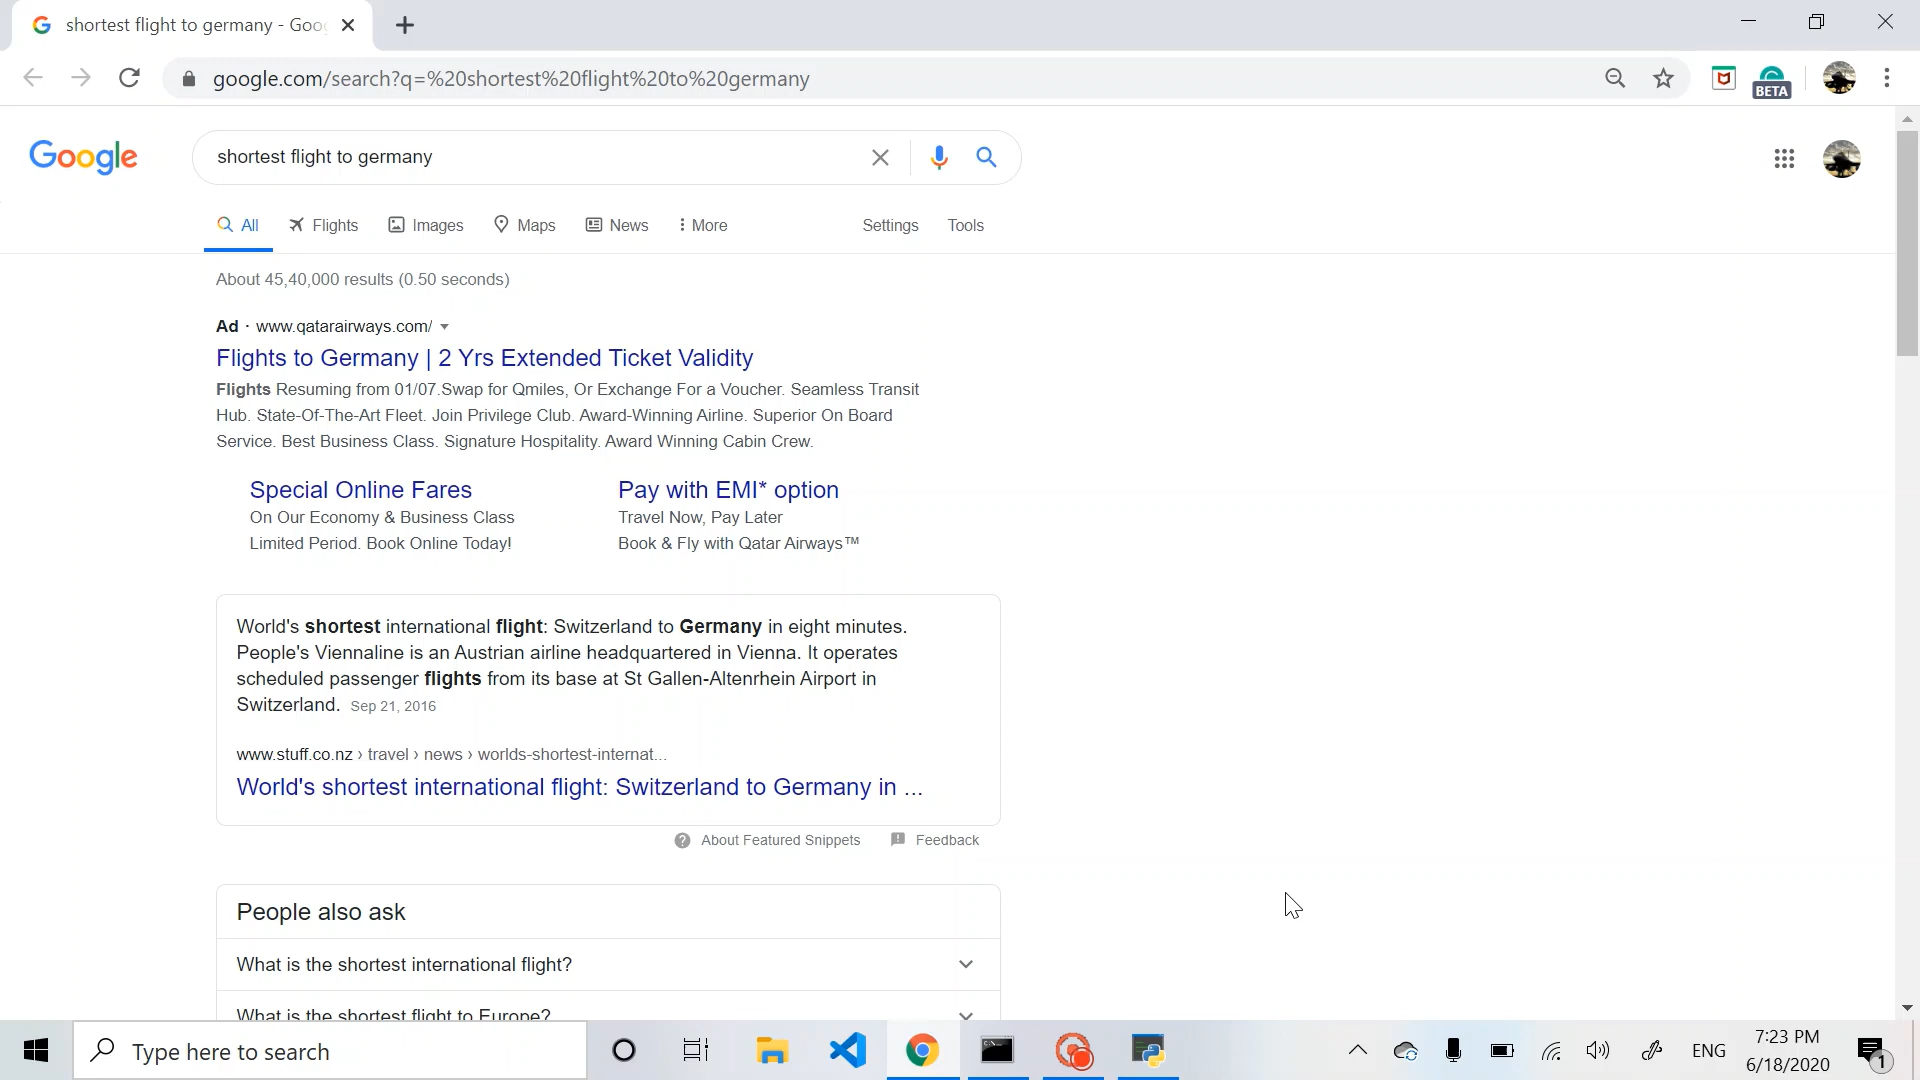 shortest flight to germany - Goo
google.com/search?q=%20shortest%20flight%20to%20germany
BETA
Google
shortest flight to germany
All Flights Images Maps News More Settings Tools
About 45,40,000 results (0.50 seconds)
Ad · www.qatarairways.com/
Flights to Germany | 2 Yrs Extended Ticket Validity
Flights Resuming from 01/07.Swap for Qmiles, Or Exchange For a Voucher. Seamless Transit
Hub. State-Of-The-Art Fleet. Join Privilege Club. Award-Winning Airline. Superior On Board
Service. Best Business Class. Signature Hospitality. Award Winning Cabin Crew.
Special Online Fares
On Our Economy & Business Class
Limited Period. Book Online Today!
Pay with EMI* option
Travel Now, Pay Later
Book & Fly with Qatar Airways™
World's shortest international flight: Switzerland to Germany in eight minutes.
People's Viennaline is an Austrian airline headquartered in Vienna. It operates
scheduled passenger flights from its base at St Gallen-Altenrhein Airport in
Switzerland. Sep 21, 2016
www.stuff.co.nz › travel › news › worlds-shortest-internat...
World's shortest international flight: Switzerland to Germany in ...
About Featured Snippets Feedback
People also ask
What is the shortest international flight?
What is the shortest flight to Europe?
Type here to search
ENG
7:23 PM
6/18/2020
1